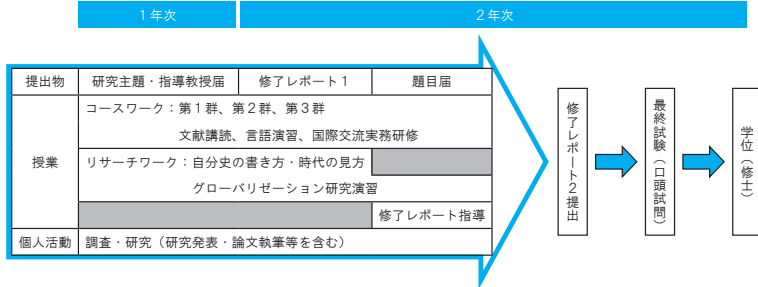 1年次
2年次
提出物
研究主題・指導教授届
修了レポート1
題目届
授業
コースワーク：第1群、第2群、第3群
文献講読、言語演習、国際交流実務研修
リサーチワーク：自分史の書き方・時代の見方
グローバリゼーション研究演習
修了レポート指導
個人活動
調査・研究（研究発表・論文執筆等を含む）
修了レポート2提出
最終試験（口頭試問）
学位（修士）